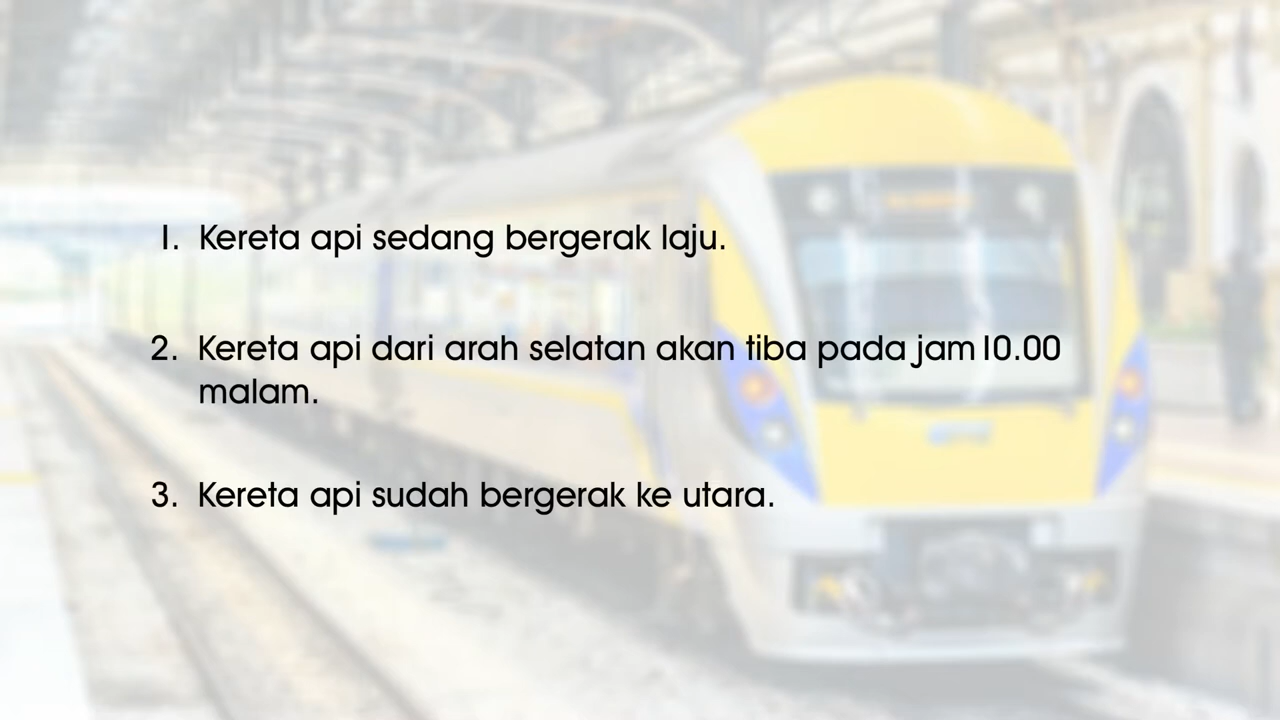 1. Kereta api sedang bergerak laju.
2. Kereta api dari arah selatan akan tiba pada jam 10.00
malam.
3. Kereta api sudah bergerak ke utara.